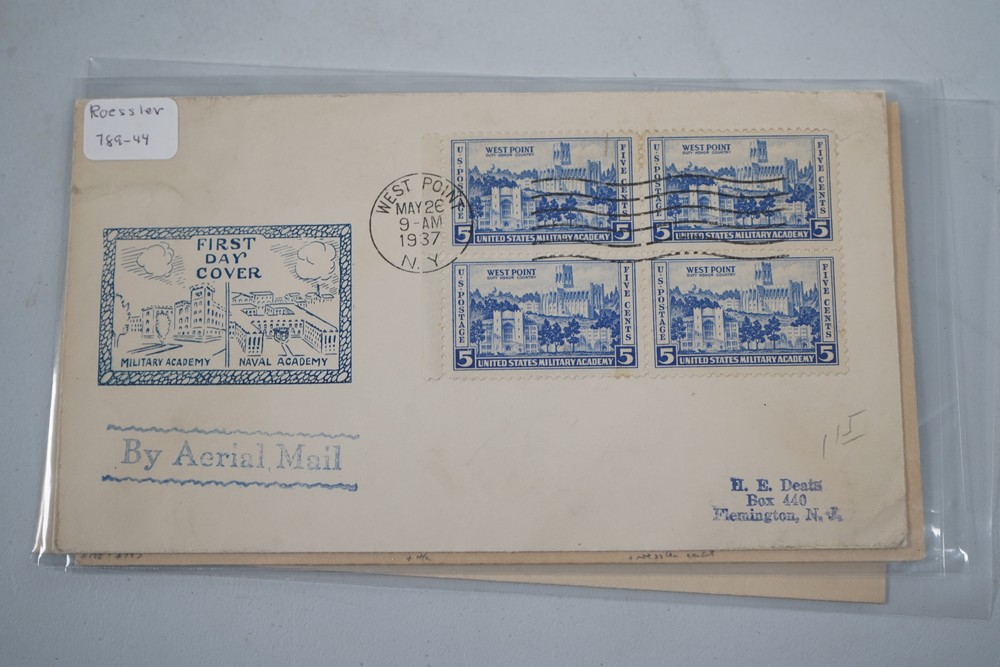 Roessler
789-44
WEST POINT
MAY 26
9-AM
1937
N.Y.
U·S·POSTAGE
WEST POINT
DUTY HONOR COUNTRY
FIVE CENTS
5 UNITED STATES MILITARY ACADEMY 5
U·S·POSTAGE
WEST POINT
DUTY HONOR COUNTRY
FIVE CENTS
5 UNITED STATES MILITARY ACADEMY 5
U·S·POSTAGE
WEST POINT
DUTY HONOR COUNTRY
FIVE CENTS
5 UNITED STATES MILITARY ACADEMY 5
U·S·POSTAGE
WEST POINT
DUTY HONOR COUNTRY
FIVE CENTS
5 UNITED STATES MILITARY ACADEMY 5
FIRST
DAY
COVER
MILITARY ACADEMY
NAVAL ACADEMY
By Aerial Mail
115
H. E. Deats
Box 440
Flemington, N. J.